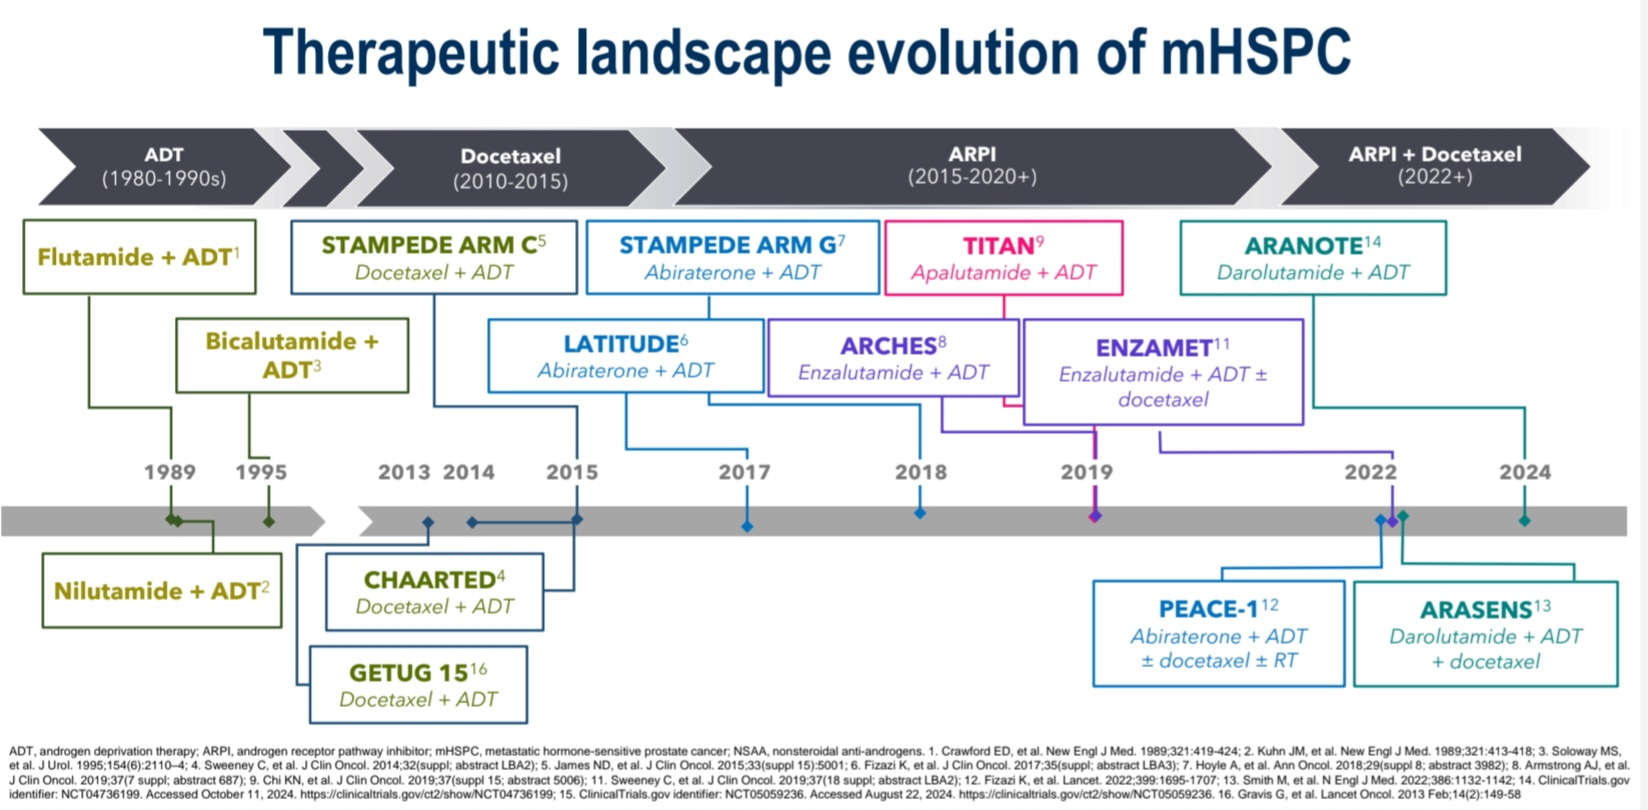 Therapeutic landscape evolution of mHSPC
ADT
(1980-1990s)
Docetaxel
(2010-2015)
ARPI
(2015-2020+)
ARPI + Docetaxel
(2022+)
Flutamide + ADT1
STAMPEDE ARM C5
Docetaxel + ADT
STAMPEDE ARM G7
Abiraterone + ADT
TITAN9
Apalutamide + ADT
ARANOTE14
Darolutamide + ADT
Bicalutamide +
ADT3
LATITUDE6
Abiraterone + ADT
ARCHES8
Enzalutamide + ADT
ENZAMET11
Enzalutamide + ADT ±
docetaxel
1989
1995
2013
2014
2015
2017
2018
2019
2022
2024
Nilutamide + ADT2
CHAARTED4
Docetaxel + ADT
GETUG 1516
Docetaxel + ADT
PEACE-112
Abiraterone + ADT
± docetaxel ± RT
ARASENS13
Darolutamide + ADT
+ docetaxel
ADT, androgen deprivation therapy; ARPI, androgen receptor pathway inhibitor; mHSPC, metastatic hormone-sensitive prostate cancer; NSAA, nonsteroidal anti-androgens. 1. Crawford ED, et al. New Engl J Med. 1989;321:419-424; 2. Kuhn JM, et al. New Engl J Med. 1989;321:413-418; 3. Soloway MS,
et al. J Urol. 1995;154(6):2110–4; 4. Sweeney C, et al. J Clin Oncol. 2014;32(suppl; abstract LBA2); 5. James ND, et al. J Clin Oncol. 2015;33(suppl 15):5001; 6. Fizazi K, et al. J Clin Oncol. 2017;35(suppl; abstract LBA3); 7. Hoyle A, et al. Ann Oncol. 2018;29(suppl 8; abstract 3982); 8. Armstrong AJ, et al.
J Clin Oncol. 2019;37(7 suppl; abstract 687); 9. Chi KN, et al. J Clin Oncol. 2019;37(suppl 15; abstract 5006); 11. Sweeney C, et al. J Clin Oncol. 2019;37(18 suppl; abstract LBA2); 12. Fizazi K, et al. Lancet. 2022;399:1695-1707; 13. Smith M, et al. N Engl J Med. 2022;386:1132-1142; 14. ClinicalTrials.gov
identifier: NCT04736199. Accessed October 11, 2024. https://clinicaltrials.gov/ct2/show/NCT04736199; 15. ClinicalTrials.gov identifier: NCT05059236. Accessed August 22, 2024. https://clinicaltrials.gov/ct2/show/NCT05059236. 16. Gravis G, et al. Lancet Oncol. 2013 Feb;14(2):149-58